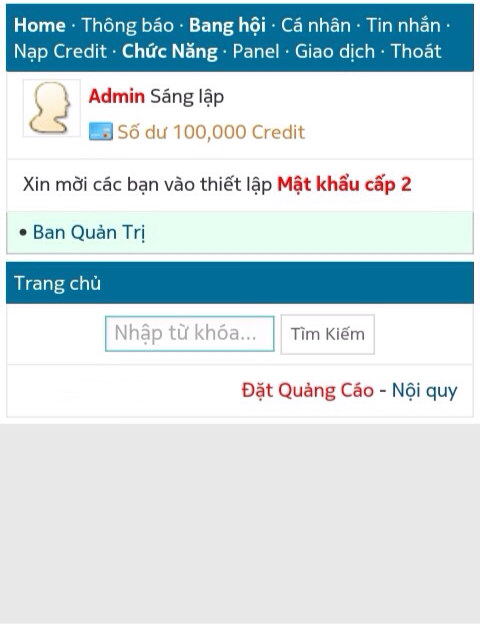 Home · Thông báo · Bang hội · Cá nhân · Tin nhắn ·
Nạp Credit · Chức Năng · Panel · Giao dịch · Thoát
Admin Sáng lập
Số dư 100,000 Credit
Xin mời các bạn vào thiết lập Mật khẩu cấp 2
• Ban Quản Trị
Trang chủ
Nhập từ khóa... Tìm Kiếm
Đặt Quảng Cáo - Nội quy